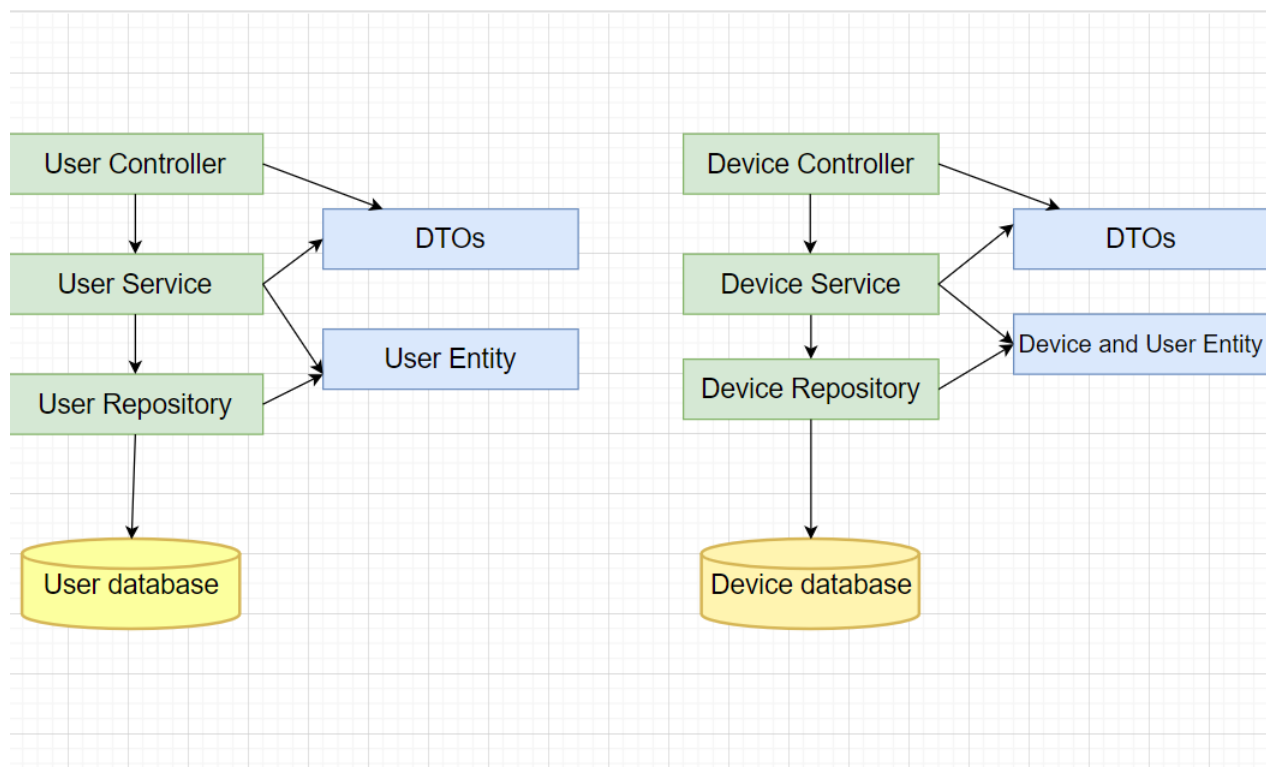 User Controller
DTOs
User Service
User Entity
User Repository
User database
Device Controller
DTOs
Device Service
Device and User Entity
Device Repository
Device database